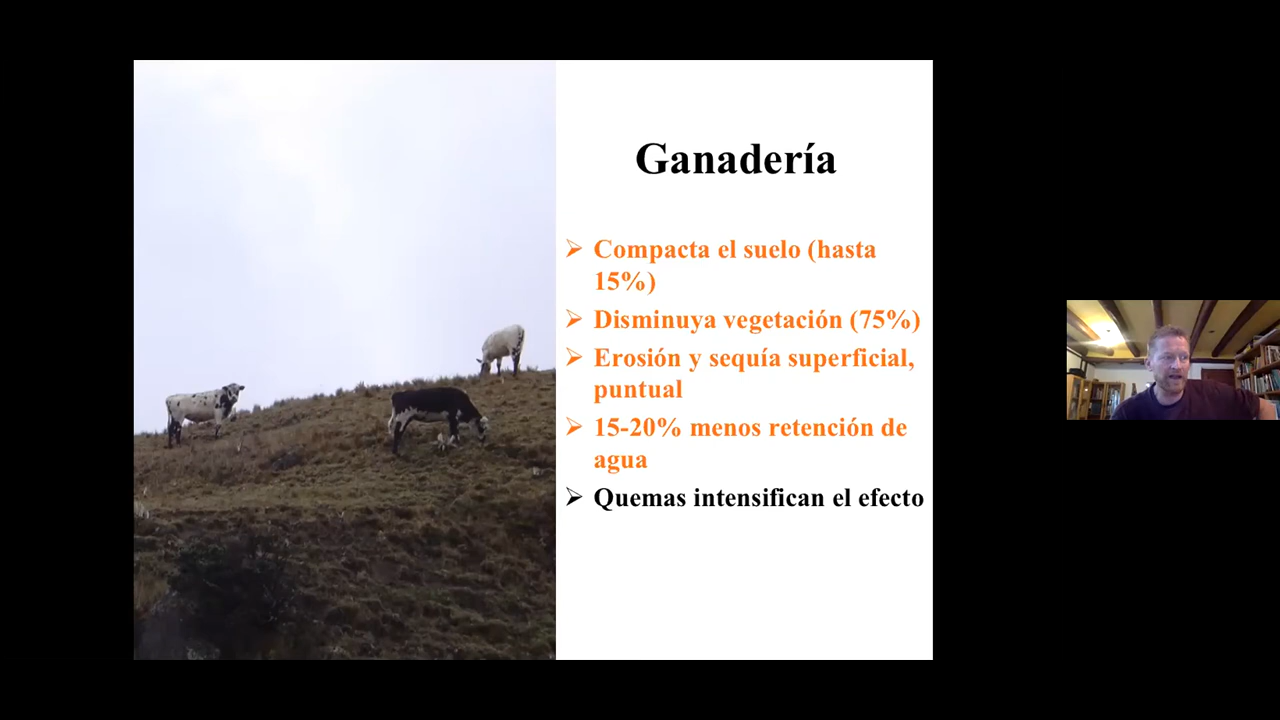 Ganadería
➢ Compacta el suelo (hasta
15%)
➢ Disminuya vegetación (75%)
➢ Erosión y sequía superficial,
puntual
➢ 15-20% menos retención de
agua
➢ Quemas intensifican el efecto